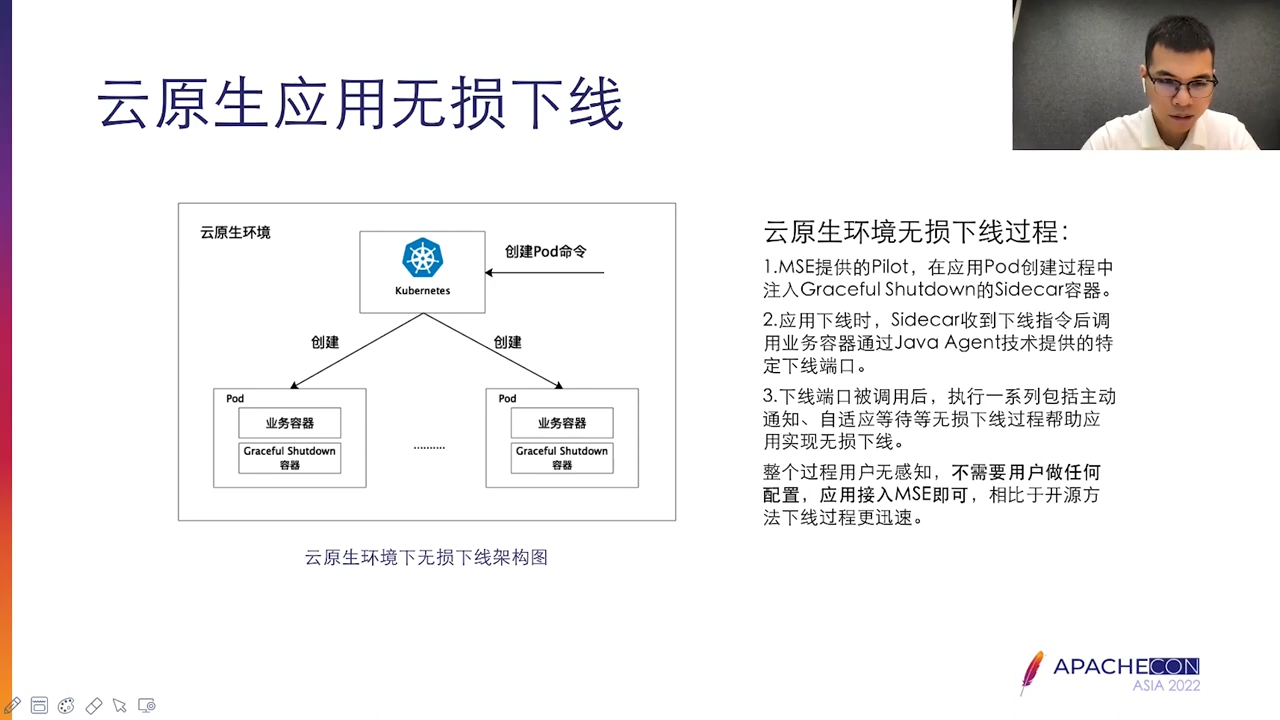 云原生应用无损下线
云原生环境
Kubernetes
创建Pod命令
创建
创建
Pod
业务容器
Graceful Shutdown
容器
.........
Pod
业务容器
Graceful Shutdown
容器
云原生环境下无损下线架构图
云原生环境无损下线过程：
1.MSE提供的Pilot，在应用Pod创建过程中
注入Graceful Shutdown的Sidecar容器。
2.应用下线时，Sidecar收到下线指令后调
用业务容器通过Java Agent技术提供的特
定下线端口。
3.下线端口被调用后，执行一系列包括主动
通知、自适应等待等无损下线过程帮助应
用实现无损下线。
整个过程用户无感知，不需要用户做任何
配置，应用接入MSE即可，相比于开源方
法下线过程更迅速。
APACHECON
ASIA 2022